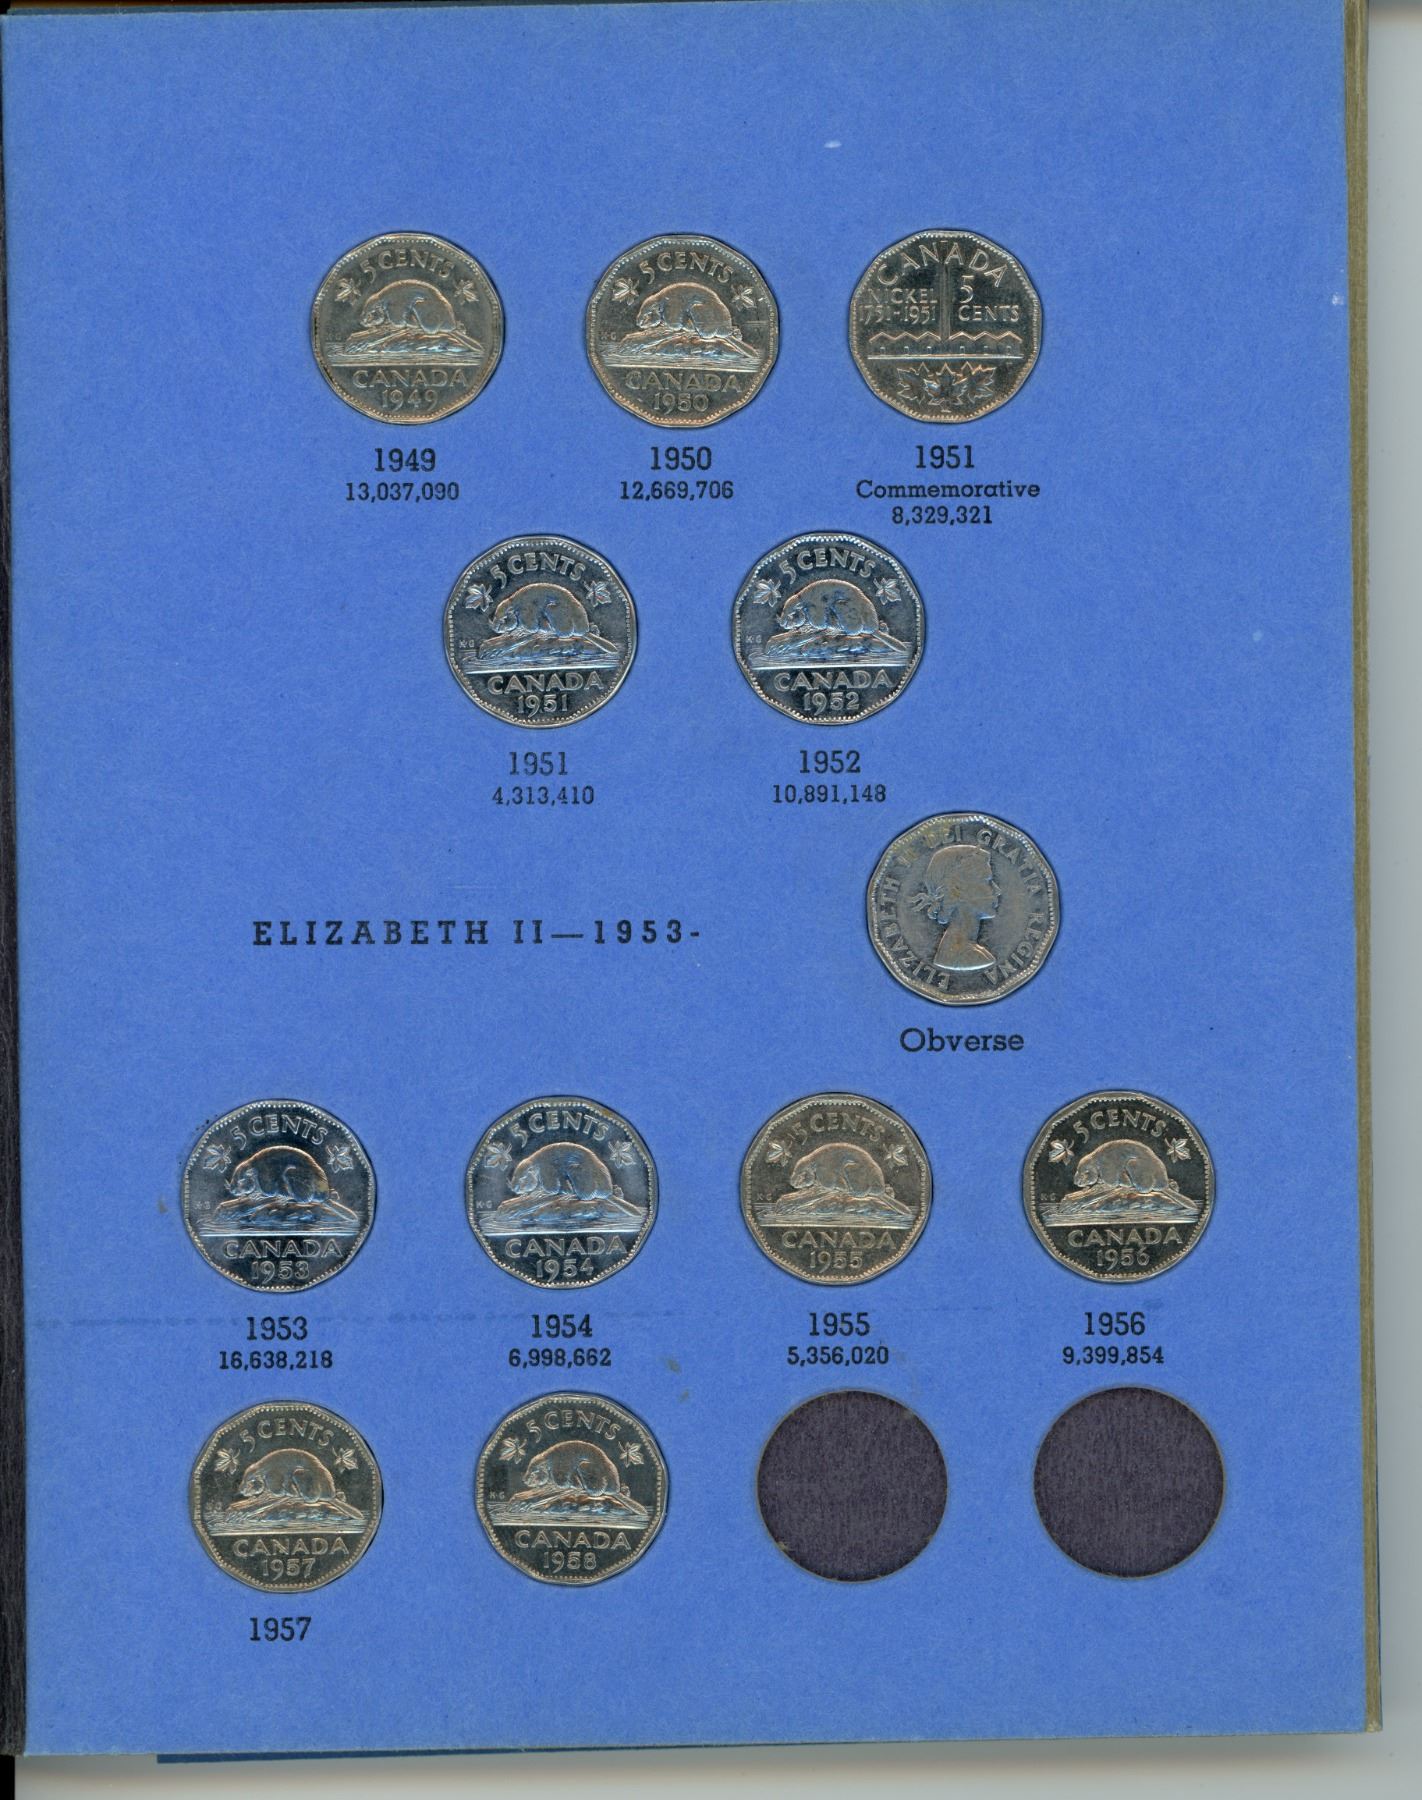 5 CENTS
K·G
CANADA
1949
5 CENTS
K·G
CANADA
1950
CANADA
NICKEL 5
1751-1951 CENTS
1949
13,037,090
1950
12,669,706
1951
Commemorative
8,329,321
5 CENTS
K·G
CANADA
1951
5 CENTS
K·G
CANADA
1952
1951
4,313,410
1952
10,891,148
ELIZABETH II DEI GRATIA REGINA
ELIZABETH II—1953-
Obverse
5 CENTS
K·G
CANADA
1953
5 CENTS
K·G
CANADA
1954
5 CENTS
K·G
CANADA
1955
5 CENTS
K·G
CANADA
1956
1953
16,638,218
1954
6,998,662
1955
5,356,020
1956
9,399,854
5 CENTS
K·G
CANADA
1957
5 CENTS
K·G
CANADA
1958
1957